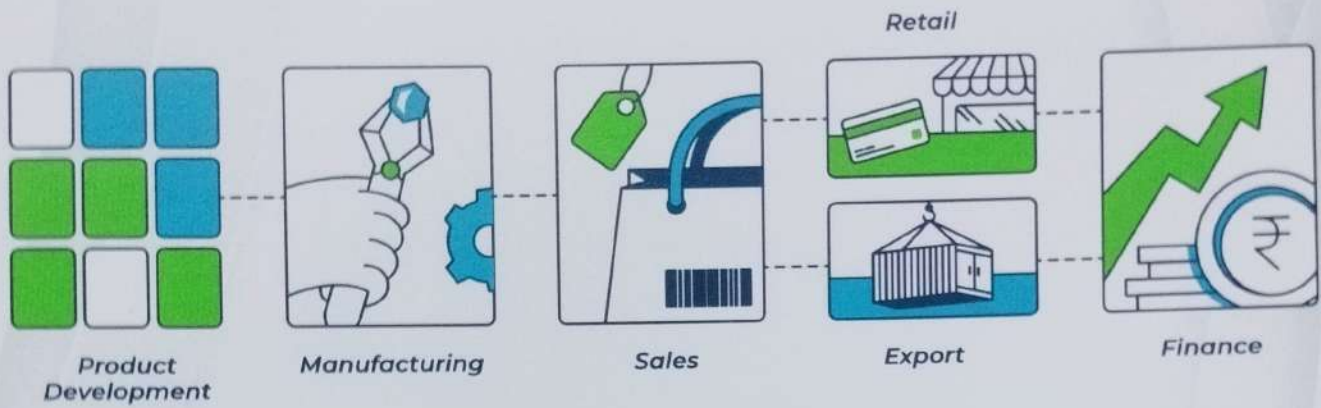 Retail
Product
Development
Manufacturing
Sales
Export
Finance
₹